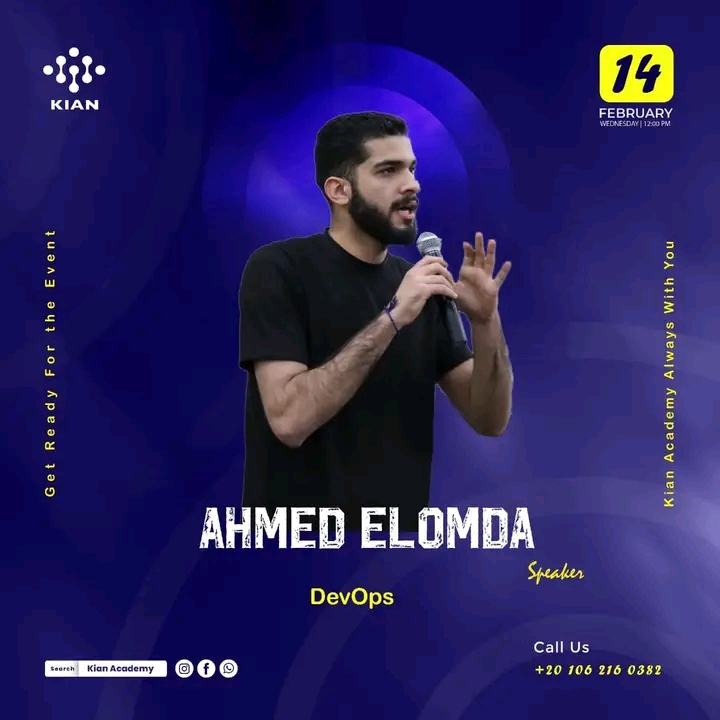 KIAN
14
FEBRUARY
WEDNESDAY | 12:00 PM
Get Ready For the Event
Kian Academy Always With You
AHMED ELOMDA
Speaker
DevOps
Call Us
+20 106 216 0382
Search Kian Academy